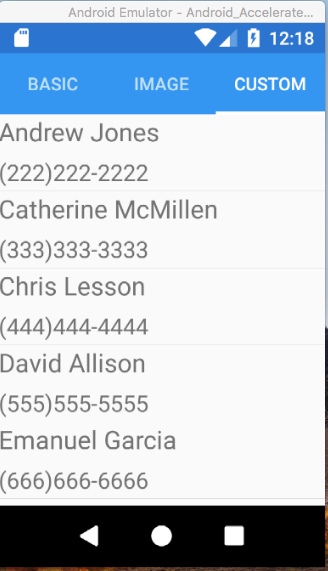 Android Emulator - Android_Accelerate...
12:18
BASIC IMAGE CUSTOM
Andrew Jones
(222)222-2222
Catherine McMillen
(333)333-3333
Chris Lesson
(444)444-4444
David Allison
(555)555-5555
Emanuel Garcia
(666)666-6666